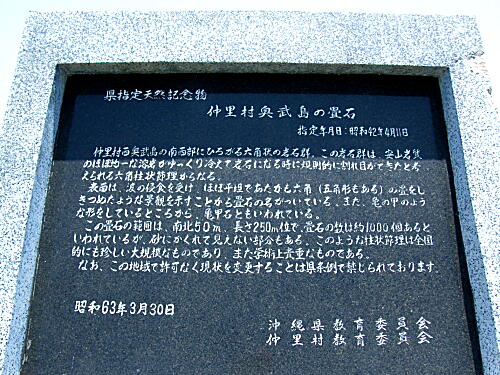 県指定天然記念物
仲里村奥武島の畳石
指定年月日:昭和42年4月11日
仲里村字奥武島の南西部にひろがる六角状の岩石群。この岩石群は、安山岩質
のほぼ均一な溶岩がゆっくり冷えて岩石になる時に規則的に割れ目ができたと考
えられる六角柱状節理からなる。
表面は、波の侵食を受け、ほぼ平坦であたかも六角(五角形もある)の畳をし
きつめたような景観を示すことから畳石の名がついている。また、亀の甲のよう
な形をしているところから、亀甲石ともいわれている。
この畳石の範囲は、南北50m、長さ250m位で、畳石の数は約1000個あると
いわれているが、砂にかくれて見えない部分もある。このような柱状節理は全国
的にも珍しい大規模なものであり、また学術上貴重なものである。
なお、この地域で許可なく現状を変更することは県条例で禁じられております。
昭和63年3月30日
沖縄県教育委員会
仲里村教育委員会